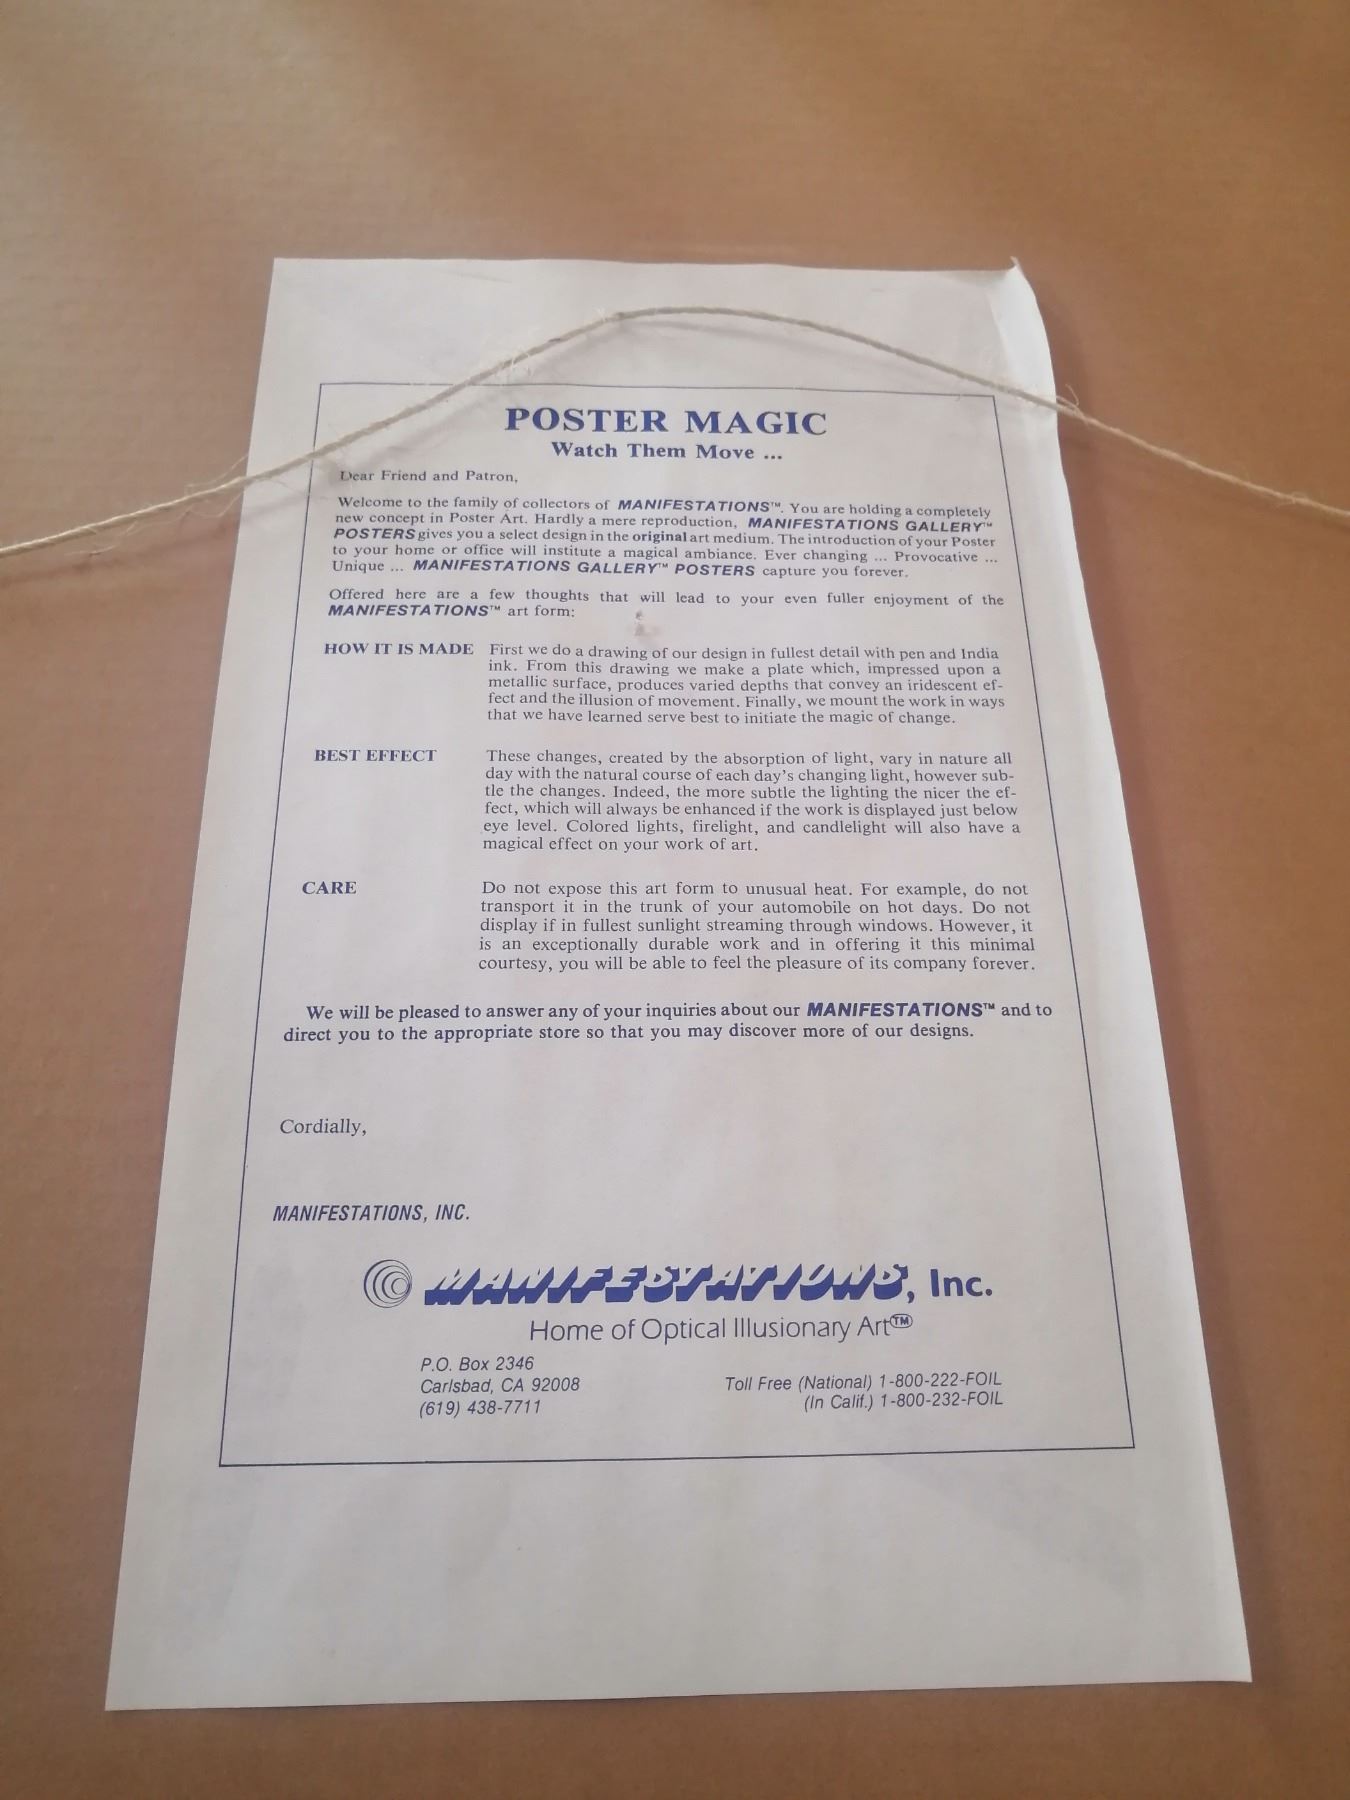 POSTER MAGIC
Watch Them Move ...
Dear Friend and Patron,
Welcome to the family of collectors of MANIFESTATIONS™. You are holding a completely
new concept in Poster Art. Hardly a mere reproduction, MANIFESTATIONS GALLERY™
POSTERS gives you a select design in the original art medium. The introduction of your Poster
to your home or office will institute a magical ambiance. Ever changing ... Provocative ...
Unique ... MANIFESTATIONS GALLERY™ POSTERS capture you forever.
Offered here are a few thoughts that will lead to your even fuller enjoyment of the
MANIFESTATIONS™ art form:
HOW IT IS MADE First we do a drawing of our design in fullest detail with pen and India
ink. From this drawing we make a plate which, impressed upon a
metallic surface, produces varied depths that convey an iridescent ef-
fect and the illusion of movement. Finally, we mount the work in ways
that we have learned serve best to initiate the magic of change.
BEST EFFECT These changes, created by the absorption of light, vary in nature all
day with the natural course of each day's changing light, however sub-
tle the changes. Indeed, the more subtle the lighting the nicer the ef-
fect, which will always be enhanced if the work is displayed just below
eye level. Colored lights, firelight, and candlelight will also have a
magical effect on your work of art.
CARE Do not expose this art form to unusual heat. For example, do not
transport it in the trunk of your automobile on hot days. Do not
display if in fullest sunlight streaming through windows. However, it
is an exceptionally durable work and in offering it this minimal
courtesy, you will be able to feel the pleasure of its company forever.
We will be pleased to answer any of your inquiries about our MANIFESTATIONS™ and to
direct you to the appropriate store so that you may discover more of our designs.
Cordially,
MANIFESTATIONS, INC.
MANIFESTATIONS, Inc.
Home of Optical Illusionary Art™
P.O. Box 2346
Carlsbad, CA 92008
(619) 438-7711
Toll Free (National) 1-800-222-FOIL
(In Calif.) 1-800-232-FOIL